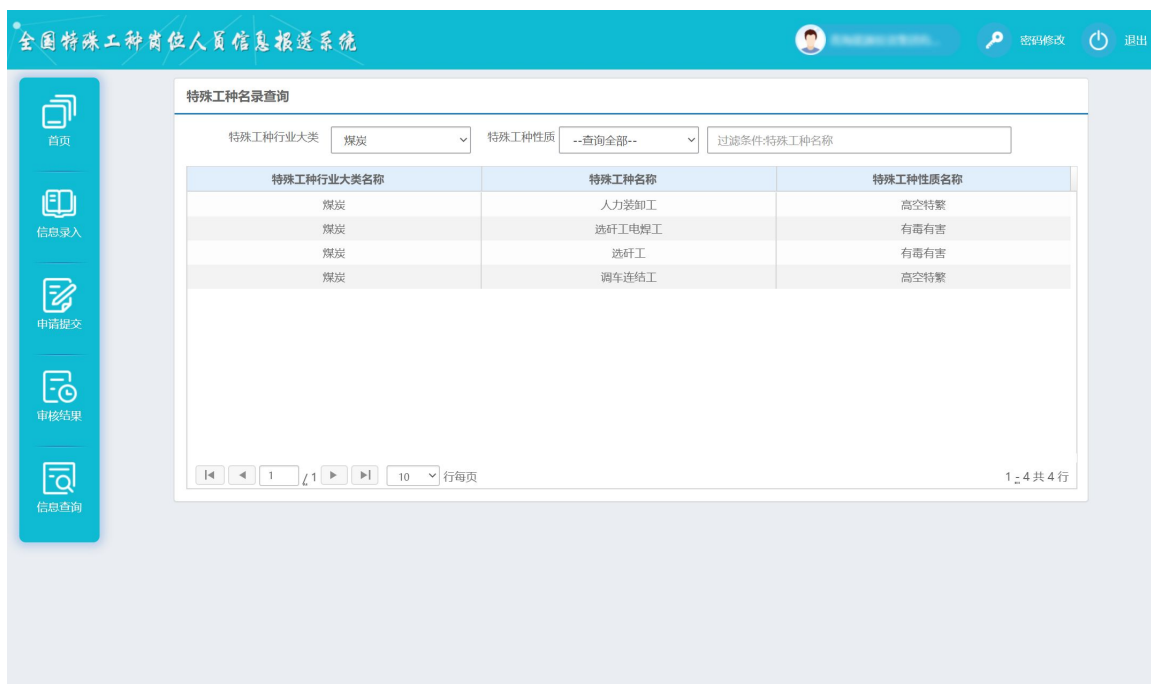 全国特殊工种岗位人员信息报送系统
密码修改
退出
首页
信息录入
申请提交
审核结果
信息查询
特殊工种名录查询
特殊工种行业大类 煤炭 特殊工种性质 --查询全部-- 过滤条件:特殊工种名称
特殊工种行业大类名称 特殊工种名称 特殊工种性质名称
煤炭 人力装卸工 高空特繁
煤炭 选矸工电焊工 有毒有害
煤炭 选矸工 有毒有害
煤炭 调车连结工 高空特繁
1 / 1 10 行每页 1 - 4 共 4 行